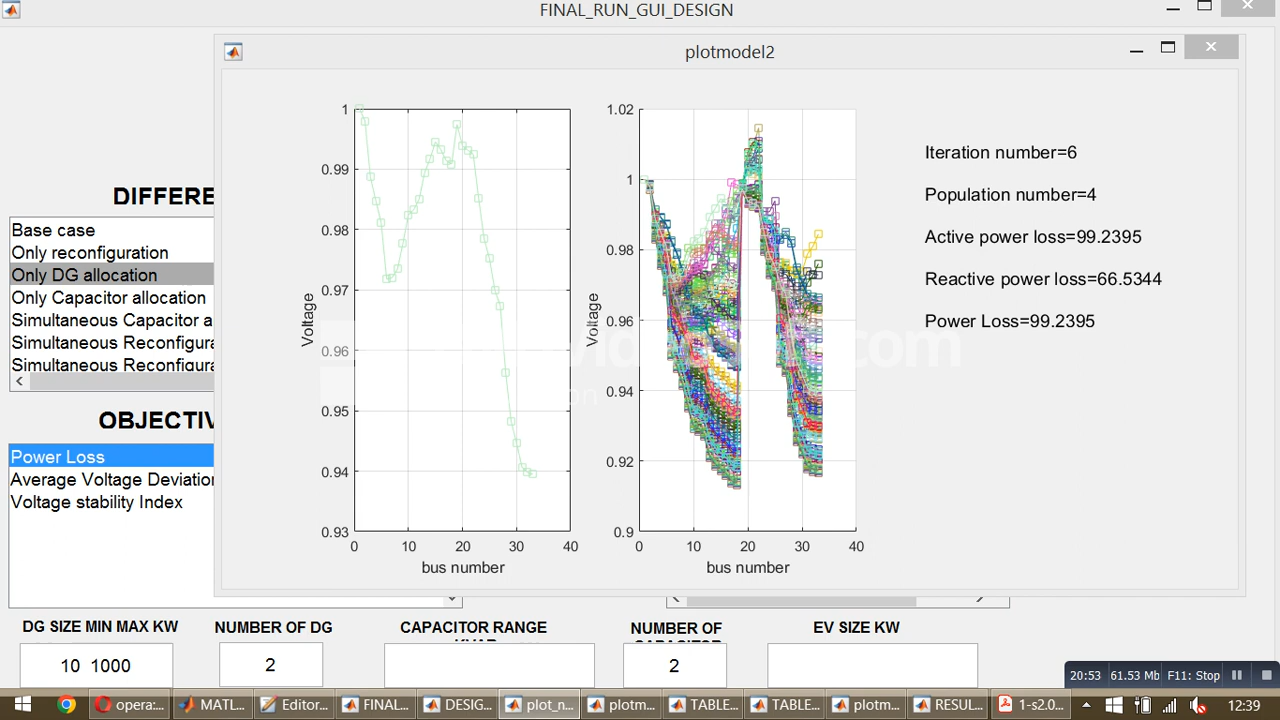 FINAL_RUN_GUI_DESIGN
plotmodel2
DIFFERE
Base case
Only reconfiguration
Only DG allocation
Only Capacitor allocation
Simultaneous Capacitor a
Simultaneous Reconfigura
Simultaneous Reconfigura
OBJECTIV
Power Loss
Average Voltage Deviation
Voltage stability Index
1
0.99
0.98
0.97
0.96
0.95
0.94
0.93
0 10 20 30 40
Voltage
bus number
1.02
1
0.98
0.96
0.94
0.92
0.9
0 10 20 30 40
Voltage
bus number
Iteration number=6
Population number=4
Active power loss=99.2395
Reactive power loss=66.5344
Power Loss=99.2395
DG SIZE MIN MAX KW
10 1000
NUMBER OF DG
2
CAPACITOR RANGE
KVAR
NUMBER OF
CAPACITOR
2
EV SIZE KW
20:53 61.53 Mb F11: Stop
opera:... MATL... Editor... FINAL... DESIG... plot_n... plotm... TABLE... TABLE... plotm... RESUL... 1-s2.0... 12:39